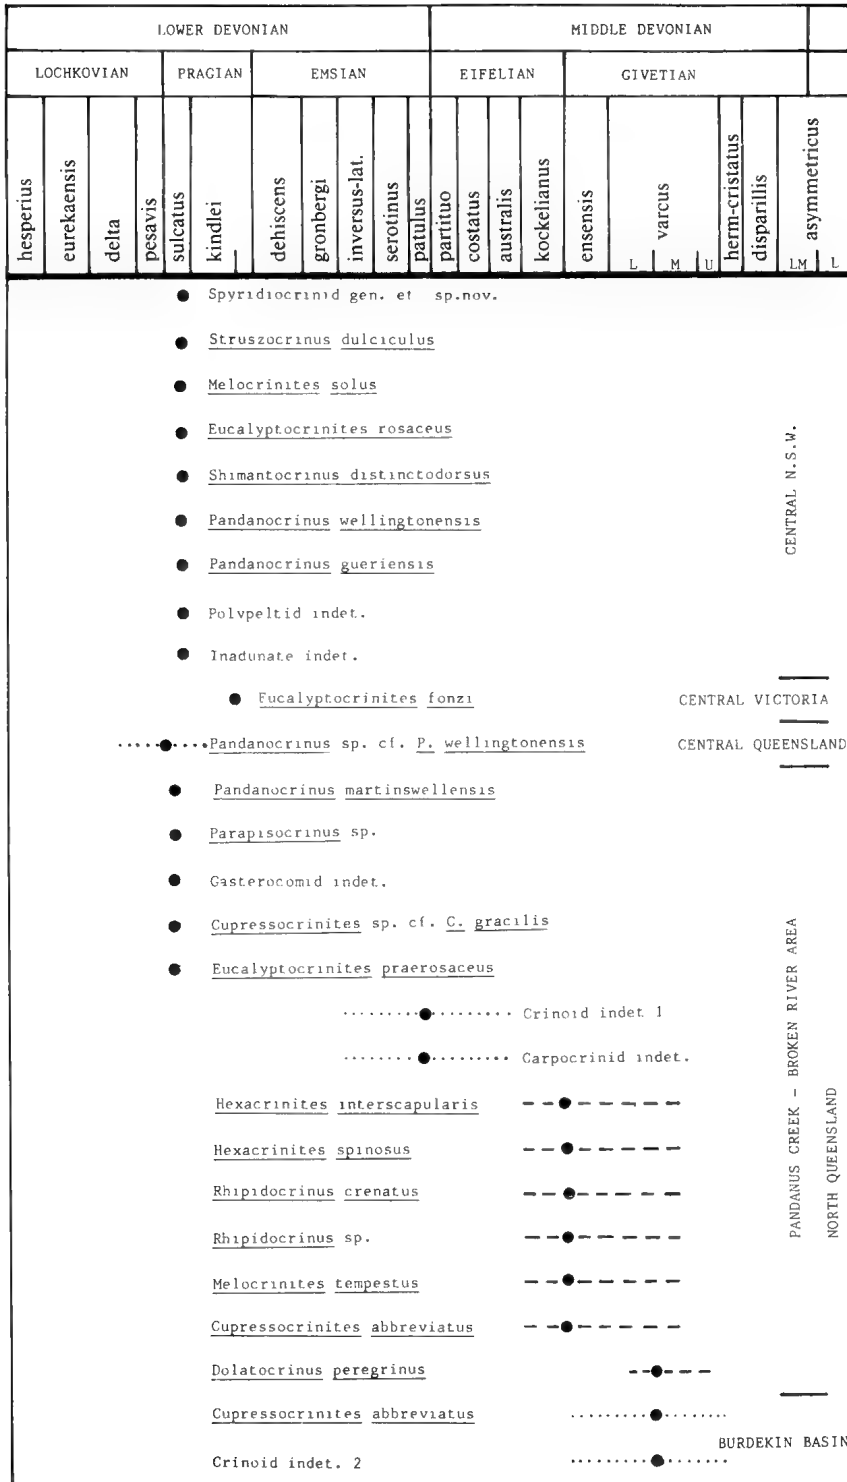 LOWER DEVONIAN MIDDLE DEVONIAN
LOCHKOVIAN PRAGIAN EMSIAN EIFELIAN GIVETIAN
hesperius eurekaensis delta pesavis sulcatus kindlei dehiscens gronbergi inversus-lat. serotinus patulus partituo costatus australis kockelianus ensensis varcus herm-cristatus disparillis asymmetricus
L M U LM L
Spyridiocrinid gen. et sp.nov.
Struszocrinus dulciculus
Melocrinites solus
Eucalyptocrinites rosaceus
Shimantocrinus distinctodorsus
Pandanocrinus wellingtonensis
Pandanocrinus gueriensis
Polypeltid indet.
Inadunate indet.
CENTRAL N.S.W.
Eucalyptocrinites fonzi CENTRAL VICTORIA
Pandanocrinus sp. cf. P. wellingtonensis CENTRAL QUEENSLAND
Pandanocrinus martinswellensis
Parapisocrinus sp.
Gasterocomid indet.
Cupressocrinites sp. cf. C. gracilis
Eucalyptocrinites praerosaceus
Crinoid indet 1
Carpocrinid indet.
Hexacrinites interscapularis
Hexacrinites spinosus
Rhipidocrinus crenatus
Rhipidocrinus sp.
Melocrinites tempestus
Cupressocrinites abbreviatus
Dolatocrinus peregrinus
PANDANUS CREEK – BROKEN RIVER AREA
NORTH QUEENSLAND
Cupressocrinites abbreviatus
BURDEKIN BASIN
Crinoid indet. 2